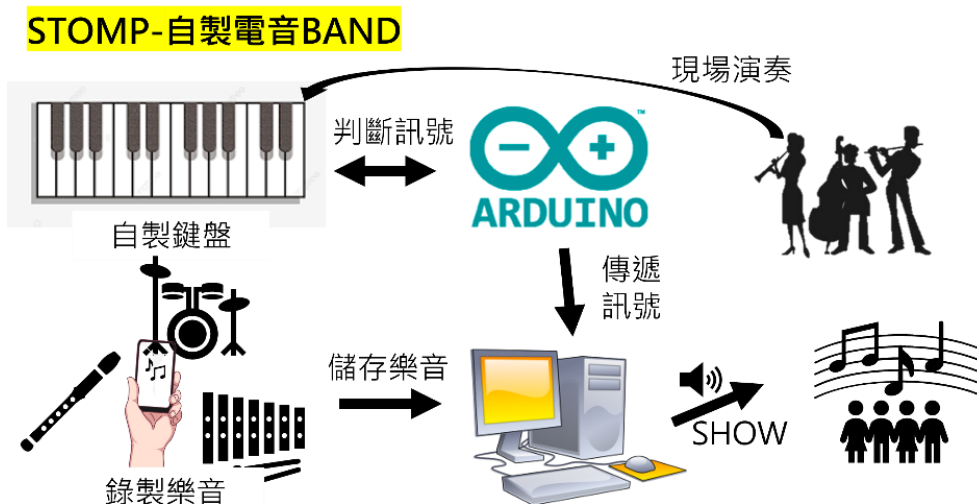 STOMP-自製電音BAND
現場演奏
判斷訊號
ARDUINO
自製鍵盤
傳遞
訊號
儲存樂音
SHOW
錄製樂音